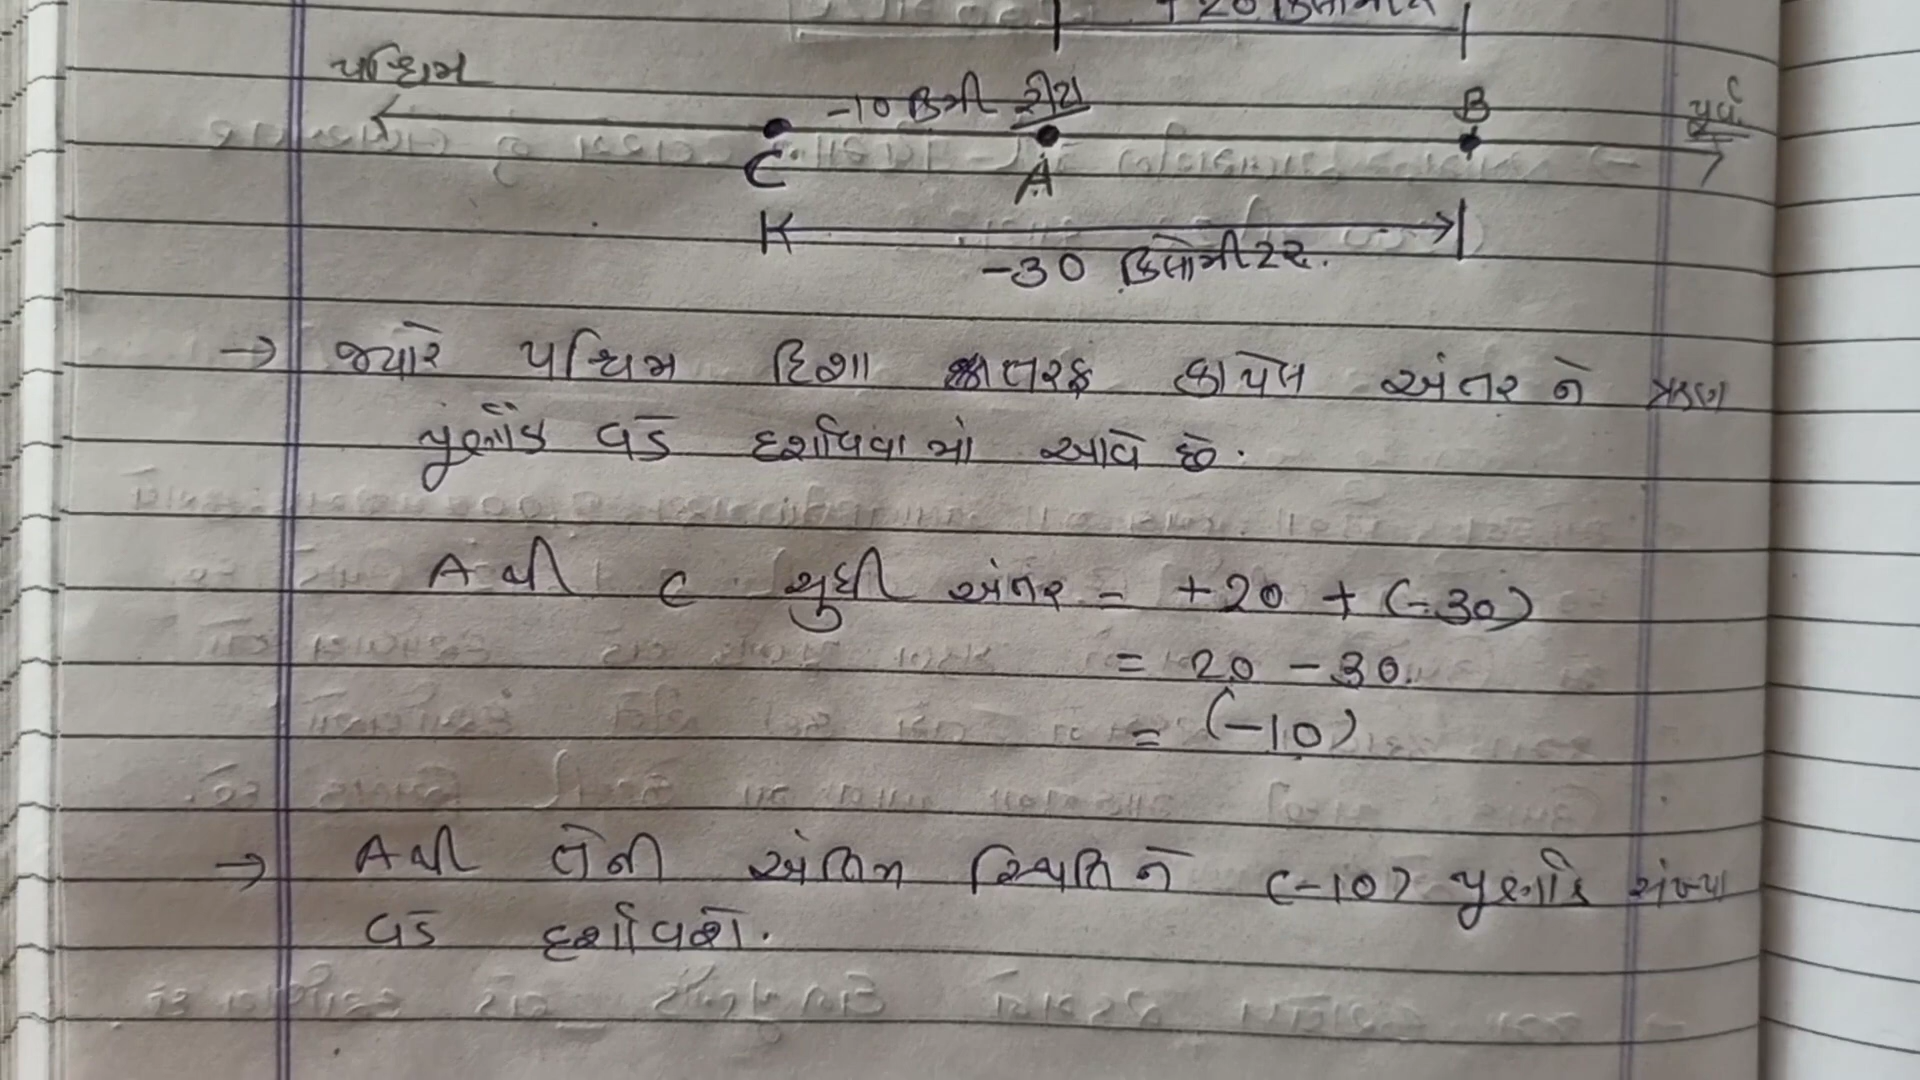 + 20 કિલોમીટર
પશ્ચિમ
-10 કિમી રીટા
B
પૂર્વ
C
A
-30 કિલોમીટર.
→ જ્યારે પશ્ચિમ દિશા તરફ કાપેલ અંતર ને ઋણ
પૂર્ણાંક વડે દર્શાવવામાં આવે છે.
A થી C સુધી અંતર = +20 + (-30)
= 20 - 30.
= (-10)
→ A થી તેની અંતિમ સ્થિતિ ને (-10) પૂર્ણાંક સંખ્યા
વડે દર્શાવશે.